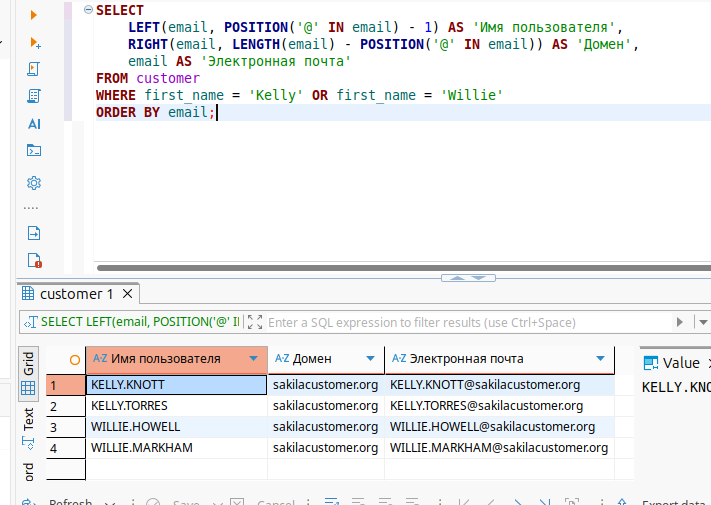 SELECT
LEFT(email, POSITION('@' IN email) - 1) AS 'Имя пользователя',
RIGHT(email, LENGTH(email) - POSITION('@' IN email)) AS 'Домен',
email AS 'Электронная почта'
FROM customer
WHERE first_name = 'Kelly' OR first_name = 'Willie'
ORDER BY email;
AI
customer 1
SELECT LEFT(email, POSITION('@' I
Enter a SQL expression to filter results (use Ctrl+Space)
Grid
Text
ord
A-Z Имя пользователя A-Z Домен A-Z Электронная почта
1 KELLY.KNOTT sakilacustomer.org KELLY.KNOTT@sakilacustomer.org
2 KELLY.TORRES sakilacustomer.org KELLY.TORRES@sakilacustomer.org
3 WILLIE.HOWELL sakilacustomer.org WILLIE.HOWELL@sakilacustomer.org
4 WILLIE.MARKHAM sakilacustomer.org WILLIE.MARKHAM@sakilacustomer.org
Value
KELLY.KNO
Refresh Save Cancel Export data